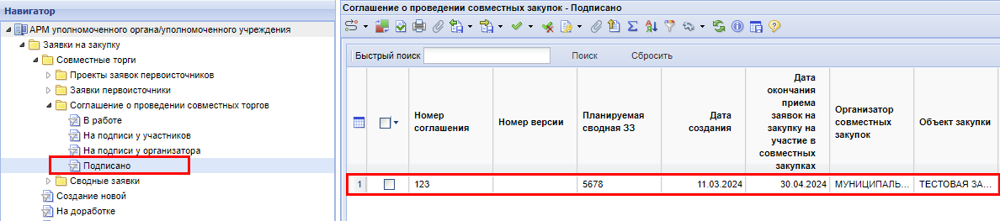 Навигатор
АРМ уполномоченного органа/уполномоченного учреждения
Заявки на закупку
Совместные торги
Проекты заявок первоисточников
Заявки первоисточники
Соглашение о проведении совместных торгов
В работе
На подписи у участников
На подписи у организатора
Подписано
Сводные заявки
Создание новой
На доработке
Соглашение о проведении совместных закупок - Подписано
Быстрый поиск Поиск Сбросить
Номер соглашения
Номер версии
Планируемая сводная ЗЗ
Дата создания
Дата окончания приема заявок на закупку на участие в совместных закупках
Организатор совместных закупок
Объект закупки
1 123 5678 11.03.2024 30.04.2024 МУНИЦИПАЛЬ... ТЕСТОВАЯ ЗА...